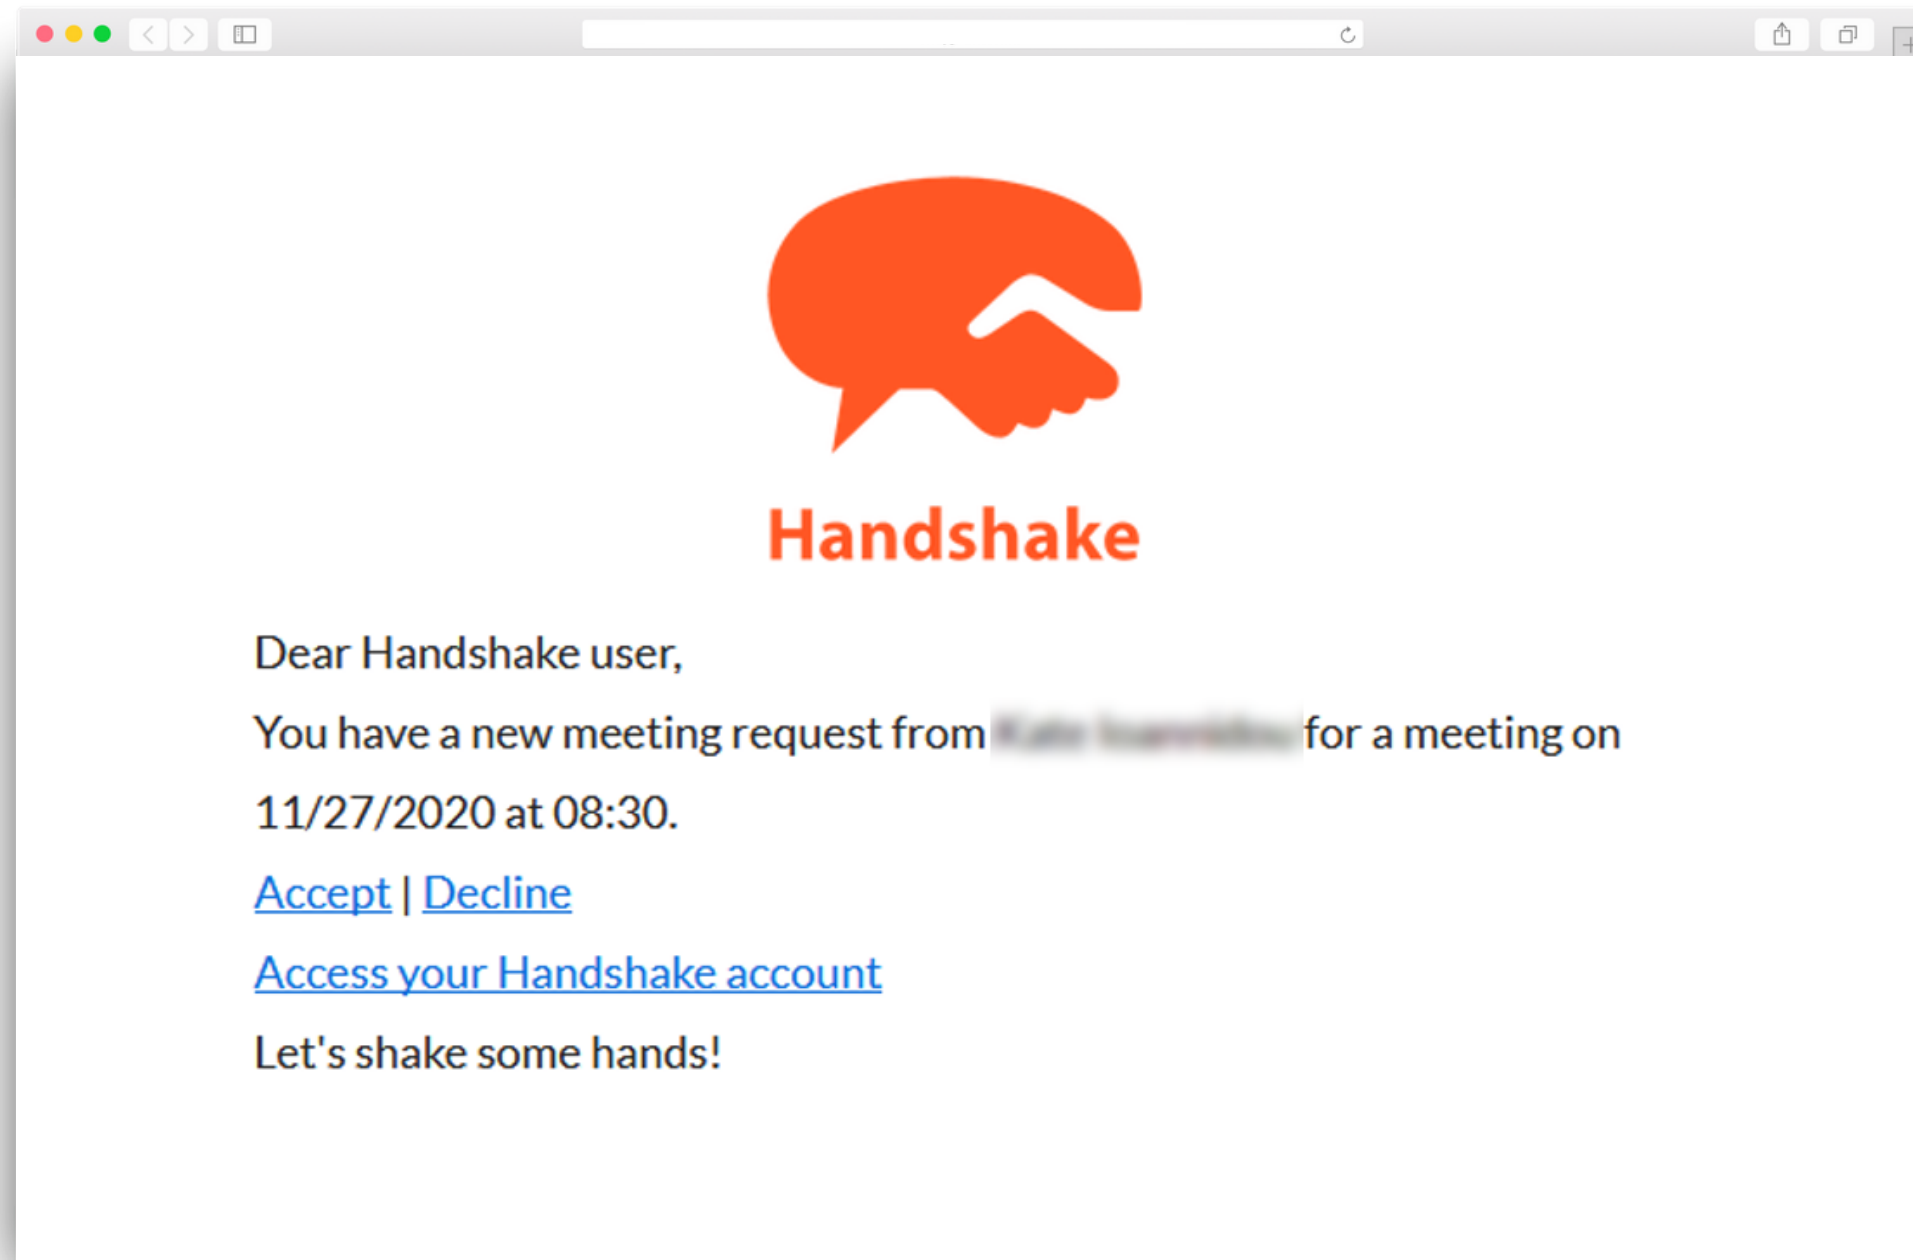 Handshake
Dear Handshake user,
You have a new meeting request from for a meeting on
11/27/2020 at 08:30.
Accept | Decline
Access your Handshake account
Let's shake some hands!